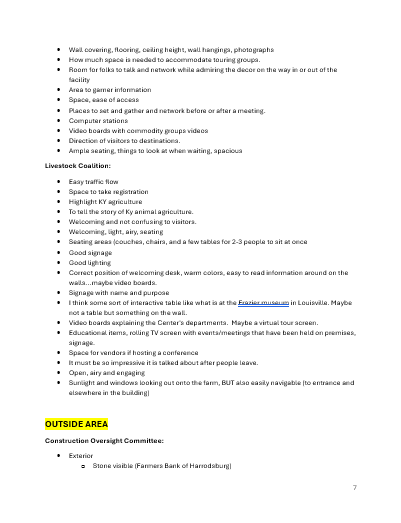 • Wall covering, flooring, ceiling height, wall hangings, photographs
• How much space is needed to accommodate touring groups.
• Room for folks to talk and network while admiring the decor on the way in or out of the
facility
• Area to garner information
• Space, ease of access
• Places to set and gather and network before or after a meeting.
• Computer stations
• Video boards with commodity groups videos
• Direction of visitors to destinations.
• Ample seating, things to look at when waiting, spacious
Livestock Coalition:
• Easy traffic flow
• Space to take registration
• Highlight KY agriculture
• To tell the story of Ky animal agriculture.
• Welcoming and not confusing to visitors.
• Welcoming, light, airy, seating
• Seating areas (couches, chairs, and a few tables for 2-3 people to sit at once
• Good signage
• Good lighting
• Correct position of welcoming desk, warm colors, easy to read information around on the
walls...maybe video boards.
• Signage with name and purpose
• I think some sort of interactive table like what is at the Frazier museum in Louisville. Maybe
not a table but something on the wall.
• Video boards explaining the Center's departments. Maybe a virtual tour screen.
• Educational items, rolling TV screen with events/meetings that have been held on premises,
signage.
• Space for vendors if hosting a conference
• It must be so impressive it is talked about after people leave.
• Open, airy and engaging
• Sunlight and windows looking out onto the farm, BUT also easily navigable (to entrance and
elsewhere in the building)
OUTSIDE AREA
Construction Oversight Committee:
• Exterior
o Stone visible (Farmers Bank of Harrodsburg)
7